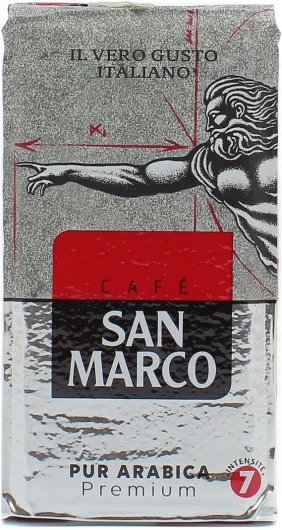 IL VERO GUSTO
ITALIANO
CAFÉ
SAN
MARCO
PUR ARABICA
Premium
INTENSITÉ
7